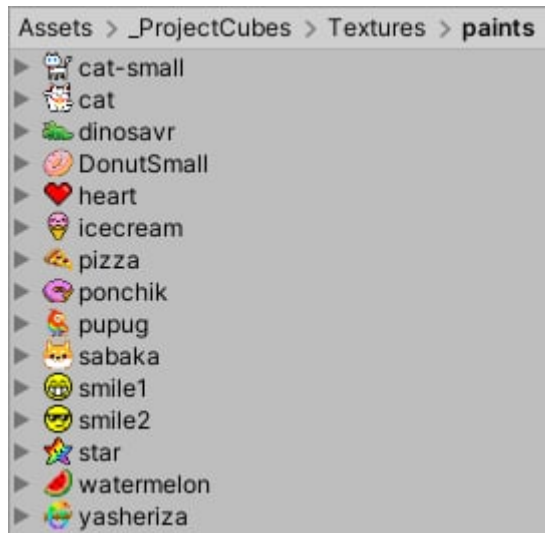 Assets > _ProjectCubes > Textures > paints
cat-small
cat
dinosavr
DonutSmall
heart
icecream
pizza
ponchik
pupug
sabaka
smile1
smile2
star
watermelon
yasheriza